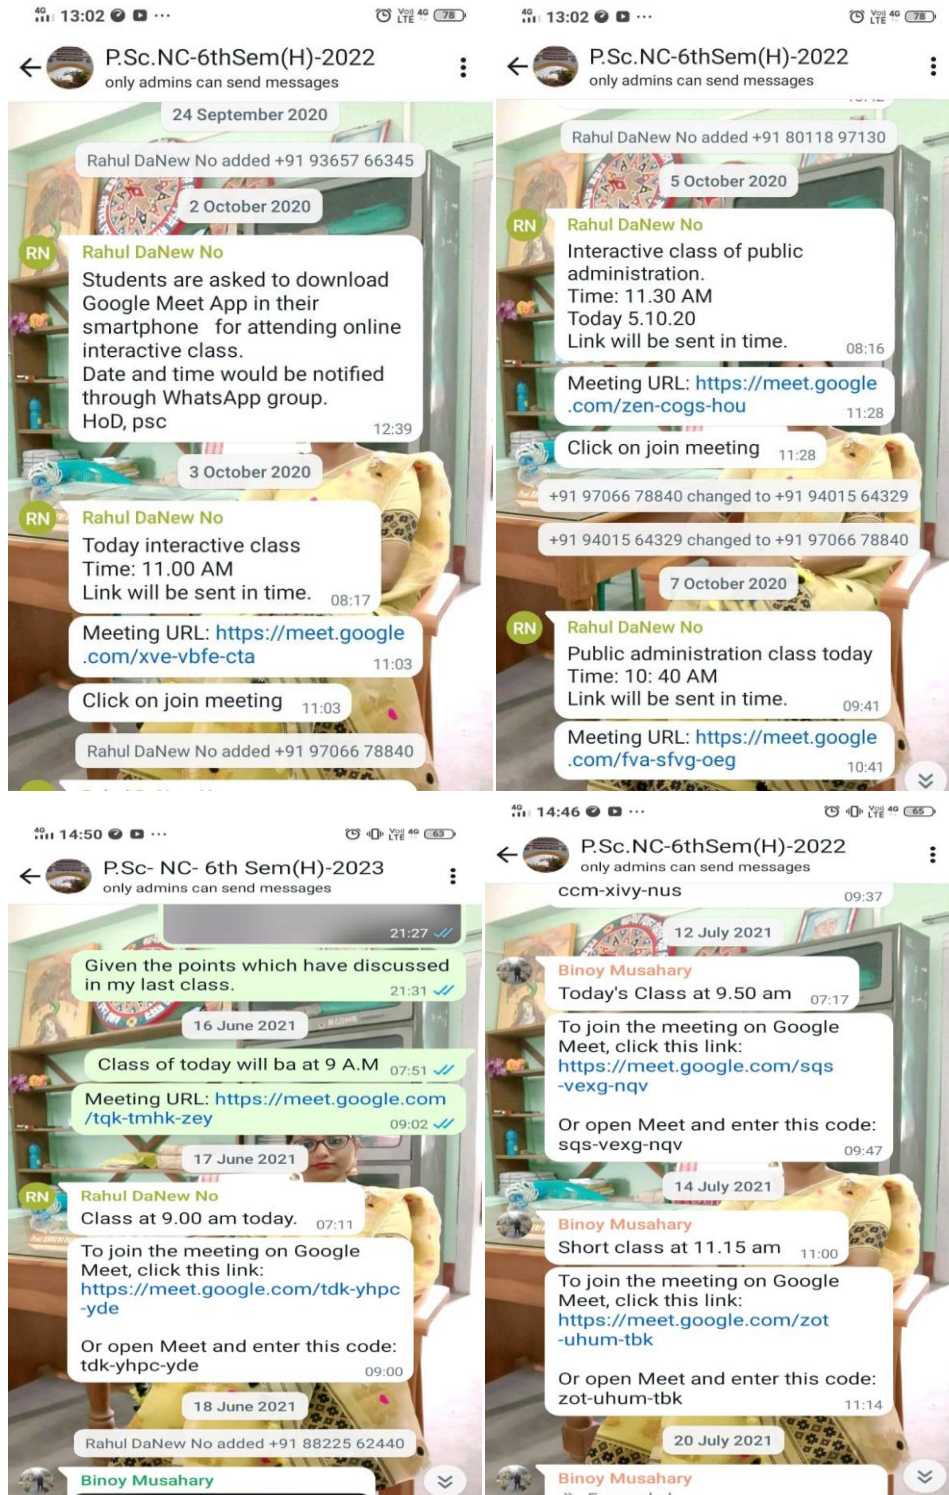 4G 13:02 ...
Vo) LTE 4G 78
P.Sc.NC-6thSem(H)-2022
only admins can send messages
24 September 2020
Rahul DaNew No added +91 93657 66345
2 October 2020
RN
Rahul DaNew No
Students are asked to download
Google Meet App in their
smartphone for attending online
interactive class.
Date and time would be notified
through WhatsApp group.
HoD, psc
12:39
3 October 2020
RN
Rahul DaNew No
Today interactive class
Time: 11.00 AM
Link will be sent in time. 08:17
Meeting URL: https://meet.google
.com/xve-vbfe-cta 11:03
Click on join meeting 11:03
Rahul DaNew No added +91 97066 78840
4G 13:02 ...
Vo) LTE 4G 78
P.Sc.NC-6thSem(H)-2022
only admins can send messages
Rahul DaNew No added +91 80118 97130
5 October 2020
RN
Rahul DaNew No
Interactive class of public
administration.
Time: 11.30 AM
Today 5.10.20
Link will be sent in time. 08:16
Meeting URL: https://meet.google
.com/zen-cogs-hou 11:28
Click on join meeting 11:28
+91 97066 78840 changed to +91 94015 64329
+91 94015 64329 changed to +91 97066 78840
7 October 2020
RN
Rahul DaNew No
Public administration class today
Time: 10: 40 AM
Link will be sent in time. 09:41
Meeting URL: https://meet.google
.com/fva-sfvg-oeg 10:41
4G 14:50 ...
Vo) LTE 4G 63
P.Sc- NC- 6th Sem(H)-2023
only admins can send messages
21:27
Given the points which have discussed
in my last class. 21:31
16 June 2021
Class of today will ba at 9 A.M 07:51
Meeting URL: https://meet.google.com
/tqk-tmhk-zey 09:02
17 June 2021
RN
Rahul DaNew No
Class at 9.00 am today. 07:11
To join the meeting on Google
Meet, click this link:
https://meet.google.com/tdk-yhpc
-yde
Or open Meet and enter this code:
tdk-yhpc-yde 09:00
18 June 2021
Rahul DaNew No added +91 88225 62440
Binoy Musahary
4G 14:46 ...
Vo) LTE 4G 65
P.Sc.NC-6thSem(H)-2022
only admins can send messages
ccm-xivy-nus 09:37
12 July 2021
Binoy Musahary
Today's Class at 9.50 am 07:17
To join the meeting on Google
Meet, click this link:
https://meet.google.com/sqs
-vexg-nqv
Or open Meet and enter this code:
sqs-vexg-nqv 09:47
14 July 2021
Binoy Musahary
Short class at 11.15 am 11:00
To join the meeting on Google
Meet, click this link:
https://meet.google.com/zot
-uhum-tbk
Or open Meet and enter this code:
zot-uhum-tbk 11:14
20 July 2021
Binoy Musahary